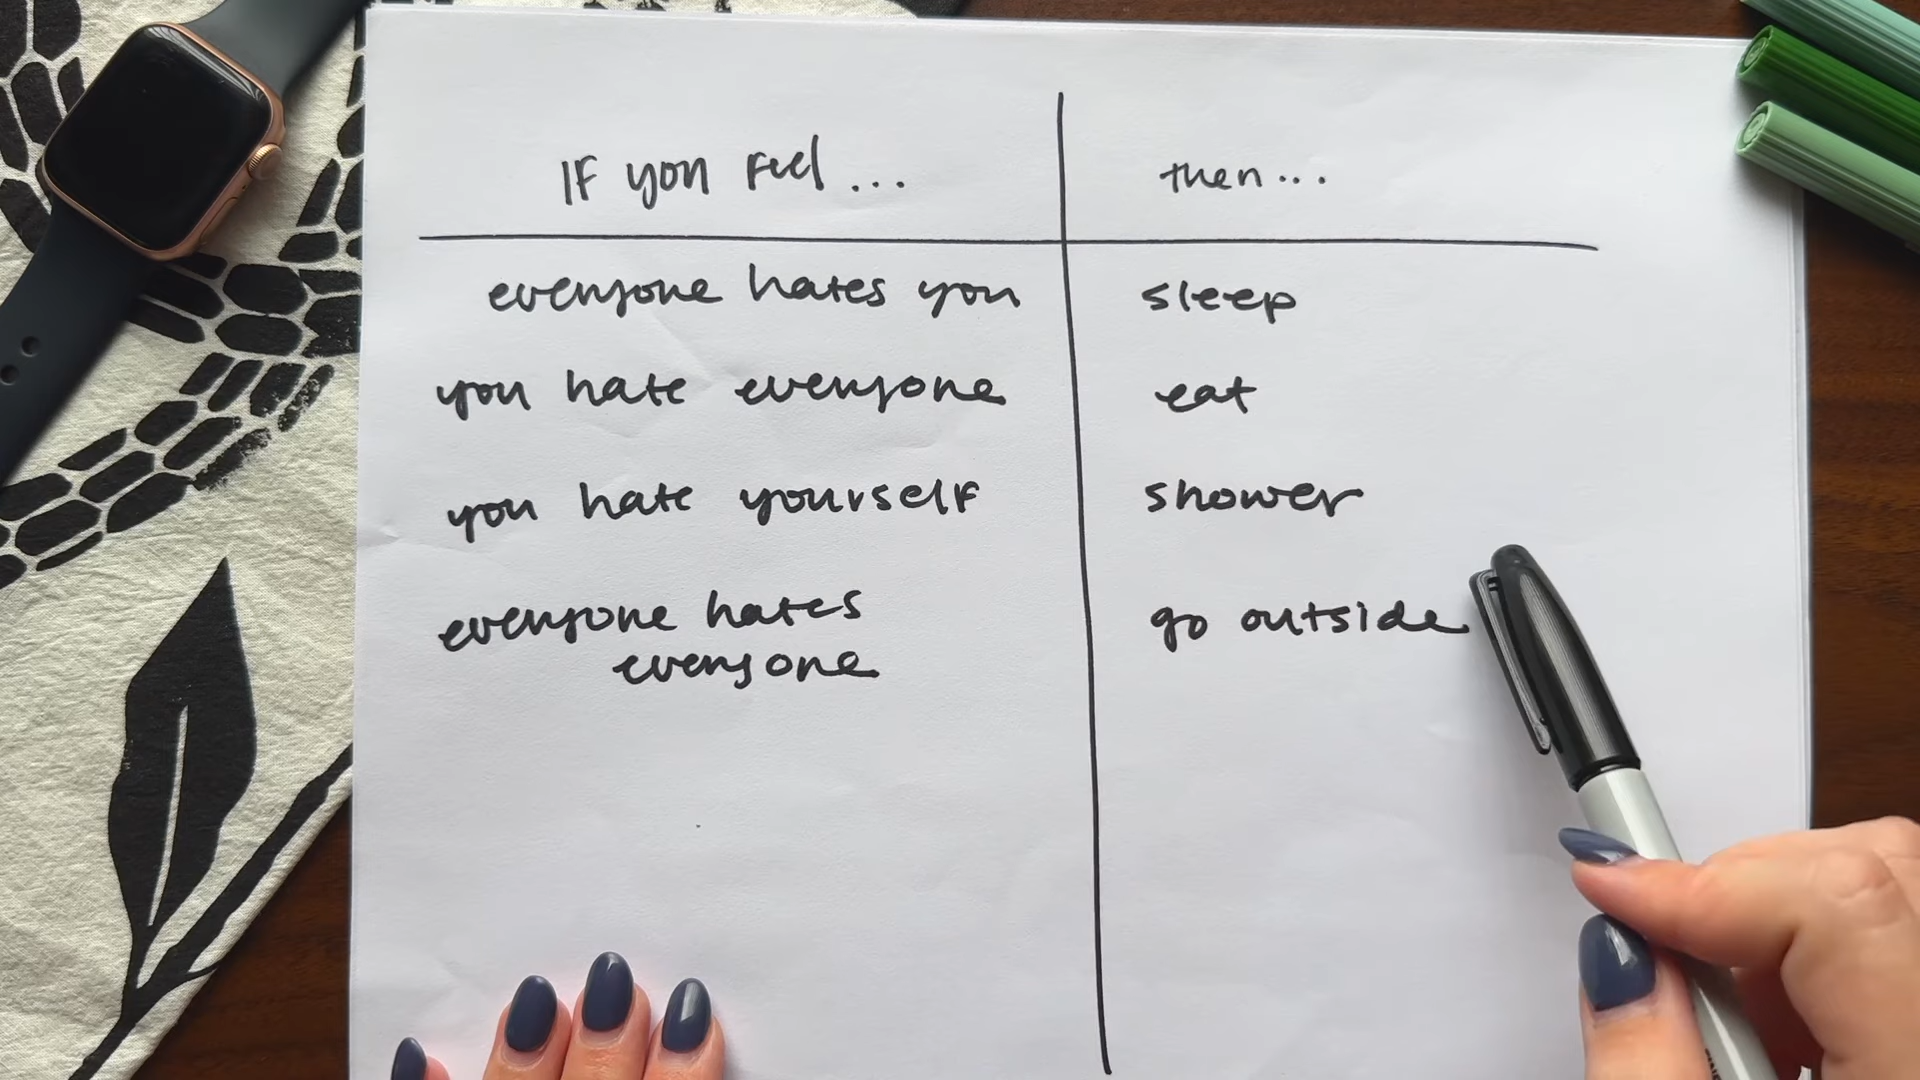 IF you Feel...
then...
everyone hates you
sleep
you hate everyone
eat
you hate yourself
shower
everyone hates
everyone
go outside